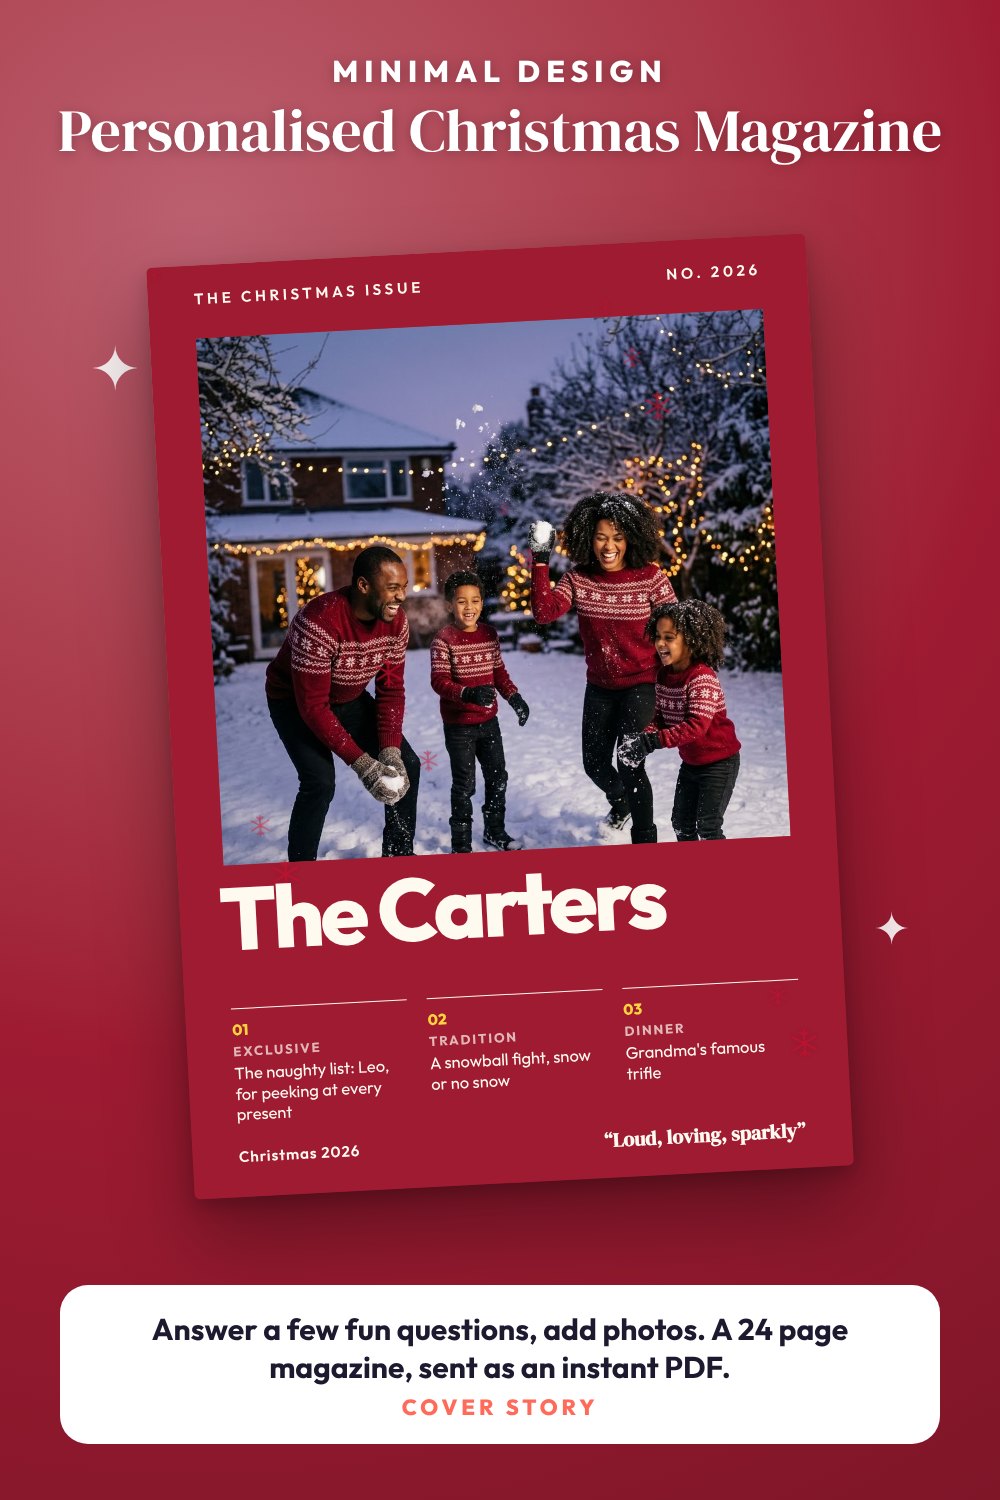 MINIMAL DESIGN
Personalised Christmas Magazine
THE CHRISTMAS ISSUE
NO. 2026
The Carters
01
EXCLUSIVE
The naughty list: Leo,
for peeking at every
present
02
TRADITION
A snowball fight, snow
or no snow
03
DINNER
Grandma's famous
trifle
Christmas 2026
“Loud, loving, sparkly”
Answer a few fun questions, add photos. A 24 page
magazine, sent as an instant PDF.
COVER STORY